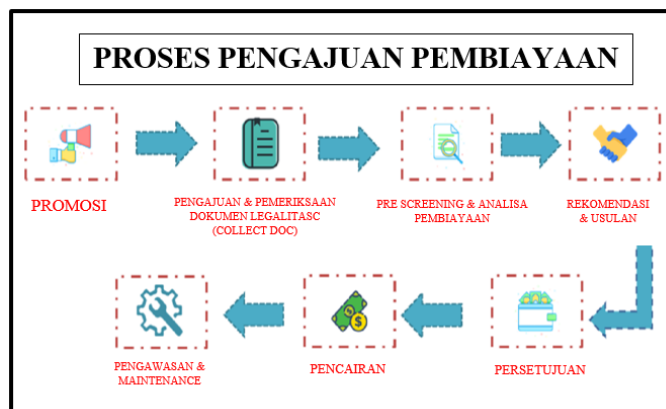 PROSES PENGAJUAN PEMBIAYAAN
PROMOSI
PENGAJUAN & PEMERIKSAAN
DOKUMEN LEGALITASC
(COLLECT DOC)
PRE SCREENING & ANALISA
PEMBIAYAAN
REKOMENDASI
& USULAN
PERSETUJUAN
PENCAIRAN
PENGAWASAN &
MAINTENANCE